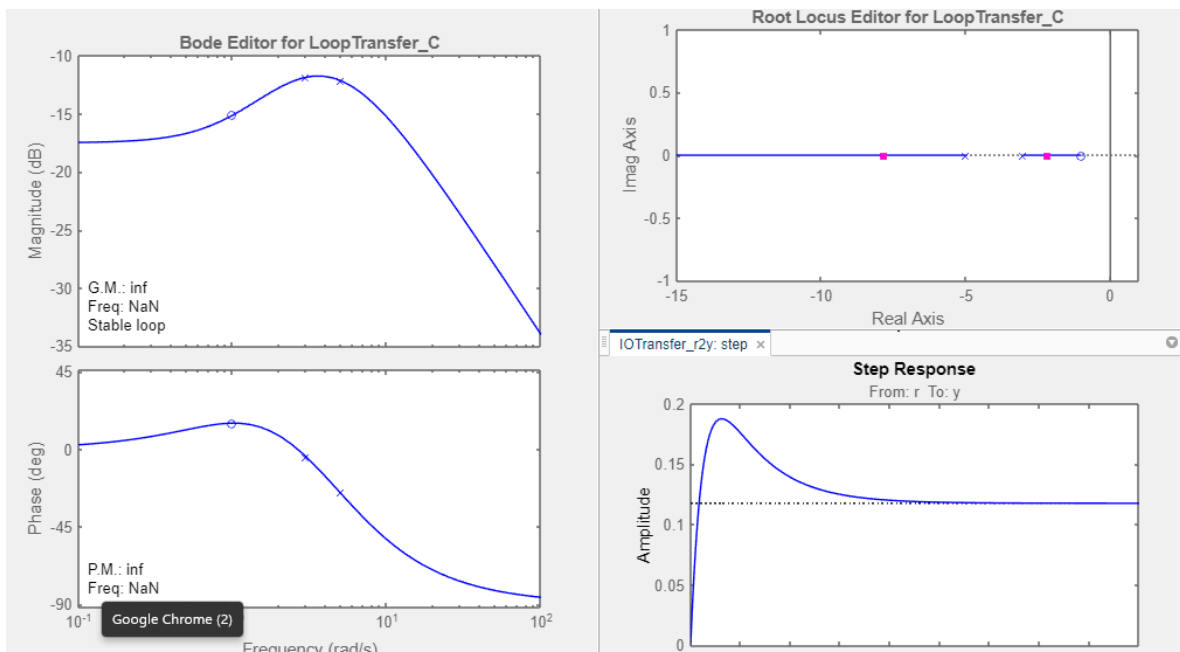 Bode Editor for LoopTransfer_C
-10
-15
-20
-25
-30
-35
Magnitude (dB)
G.M.: inf
Freq: NaN
Stable loop
45
0
-45
-90
Phase (deg)
P.M.: inf
Freq: NaN
10-1
101
102
Google Chrome (2)
Frequency (rad/s)
Root Locus Editor for LoopTransfer_C
1
0.5
0
-0.5
-1
Imag Axis
-15
-10
-5
0
Real Axis
IOTransfer_r2y: step
Step Response
From: r To: y
0.2
0.15
0.1
0.05
0
Amplitude